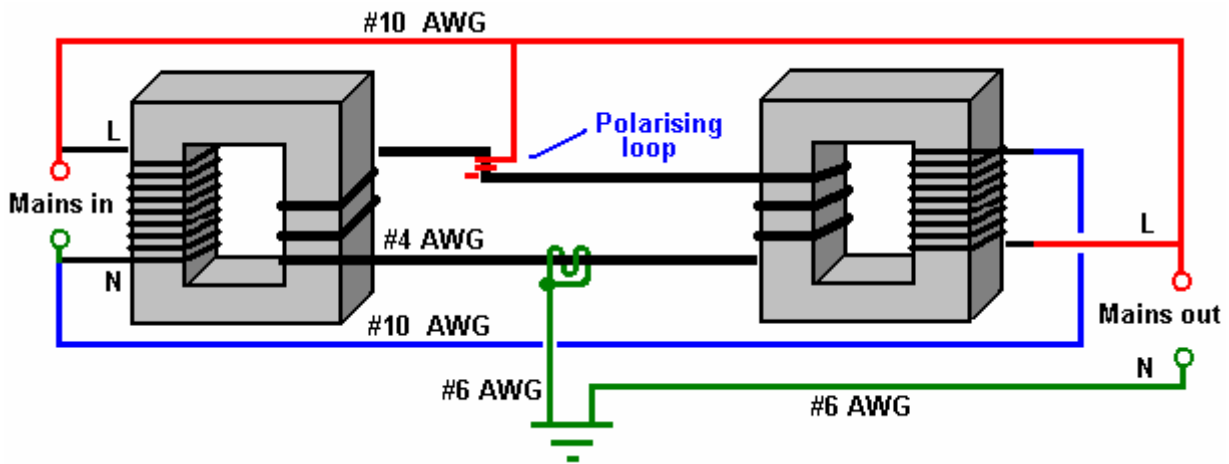 #10 AWG
L
Polarising
loop
Mains in
#4 AWG
L
N
Mains out
#10 AWG
N
#6 AWG
#6 AWG